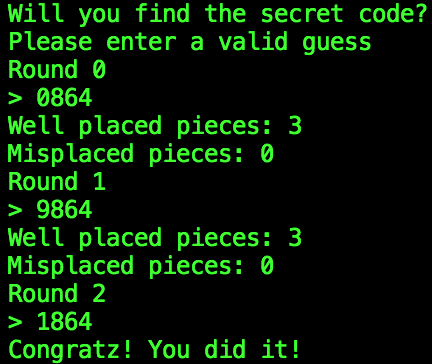 Will you find the secret code?
Please enter a valid guess
Round 0
> 0864
Well placed pieces: 3
Misplaced pieces: 0
Round 1
> 9864
Well placed pieces: 3
Misplaced pieces: 0
Round 2
> 1864
Congratz! You did it!